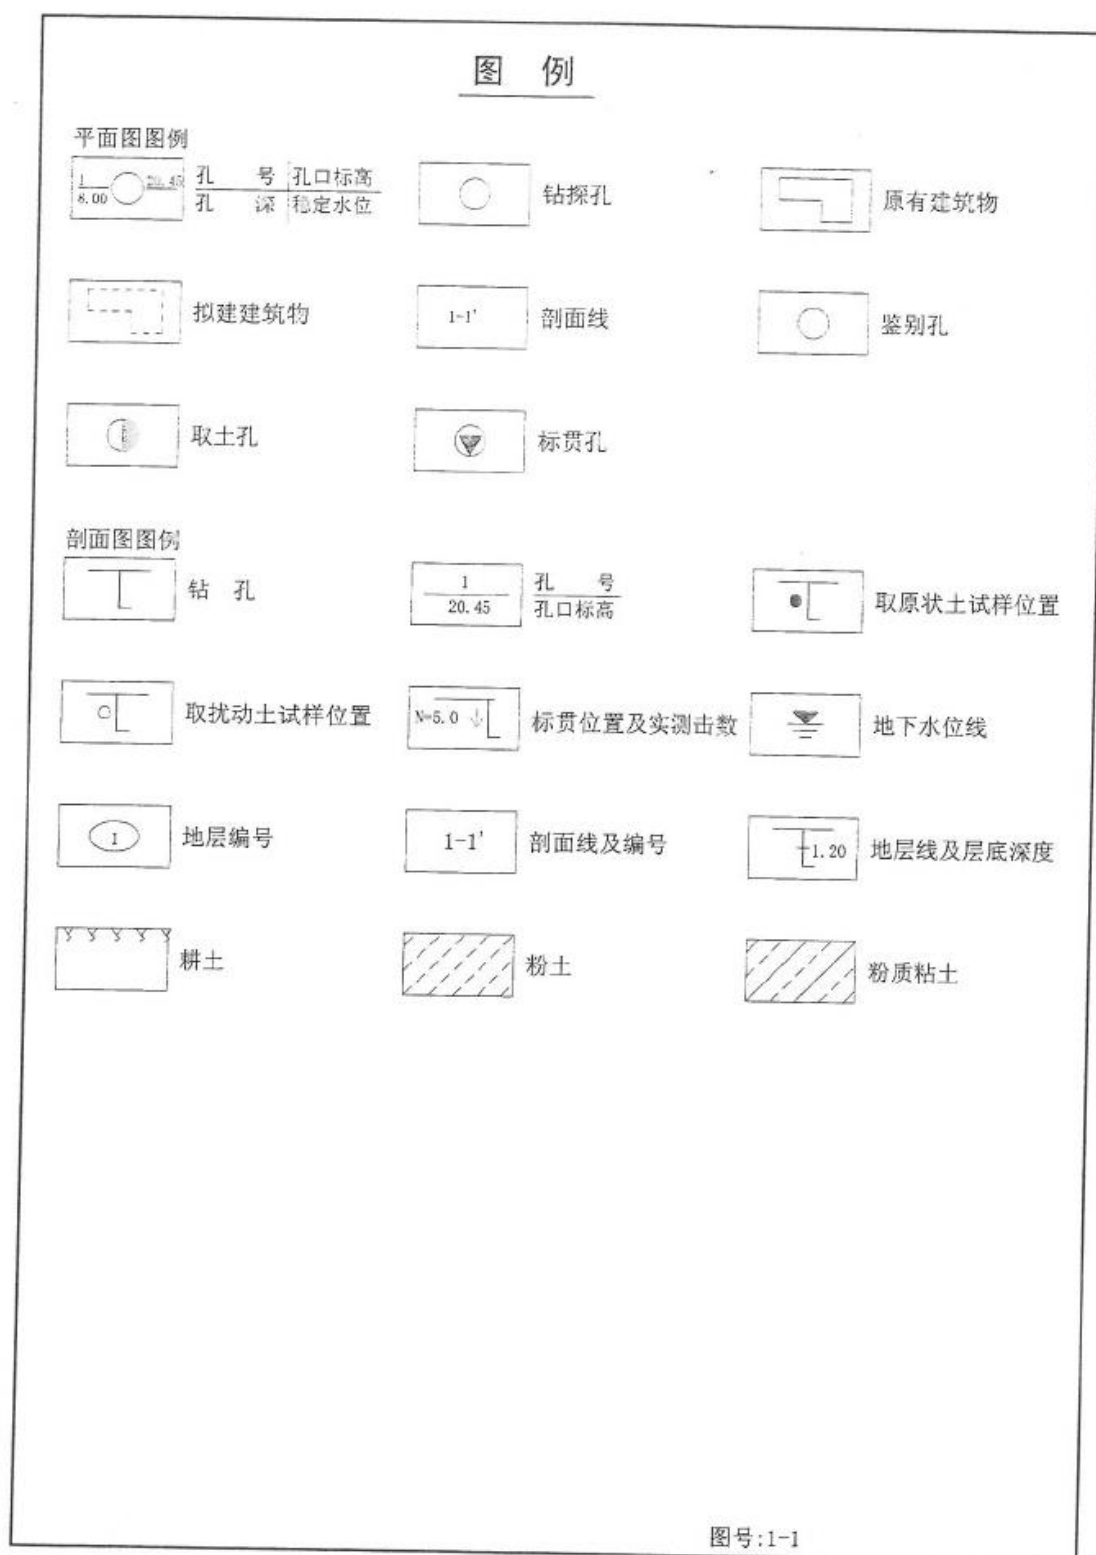 图 例
平面图图例
1 20.45 孔 号 孔口标高
8.00 孔 深 稳定水位
钻探孔
原有建筑物
拟建建筑物
1-1' 剖面线
鉴别孔
取土孔
标贯孔
剖面图图例
钻 孔
1 孔 号
20.45 孔口标高
取原状土试样位置
取扰动土试样位置
N=5.0 标贯位置及实测击数
地下水位线
1 地层编号
1-1' 剖面线及编号
1.20 地层线及层底深度
耕土
粉土
粉质粘土
图号:1-1